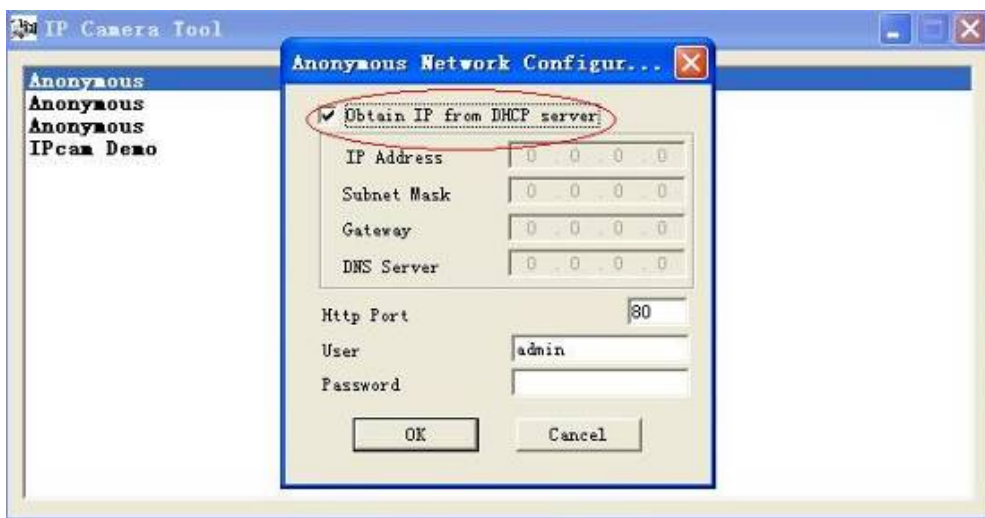 IP Camera Tool
Anonymous
Anonymous
Anonymous
IPcam Demo
Anonymous Network Configur...
Obtain IP from DHCP server
IP Address 0 . 0 . 0 . 0
Subnet Mask 0 . 0 . 0 . 0
Gateway 0 . 0 . 0 . 0
DNS Server 0 . 0 . 0 . 0
Http Port 80
User admin
Password
OK Cancel